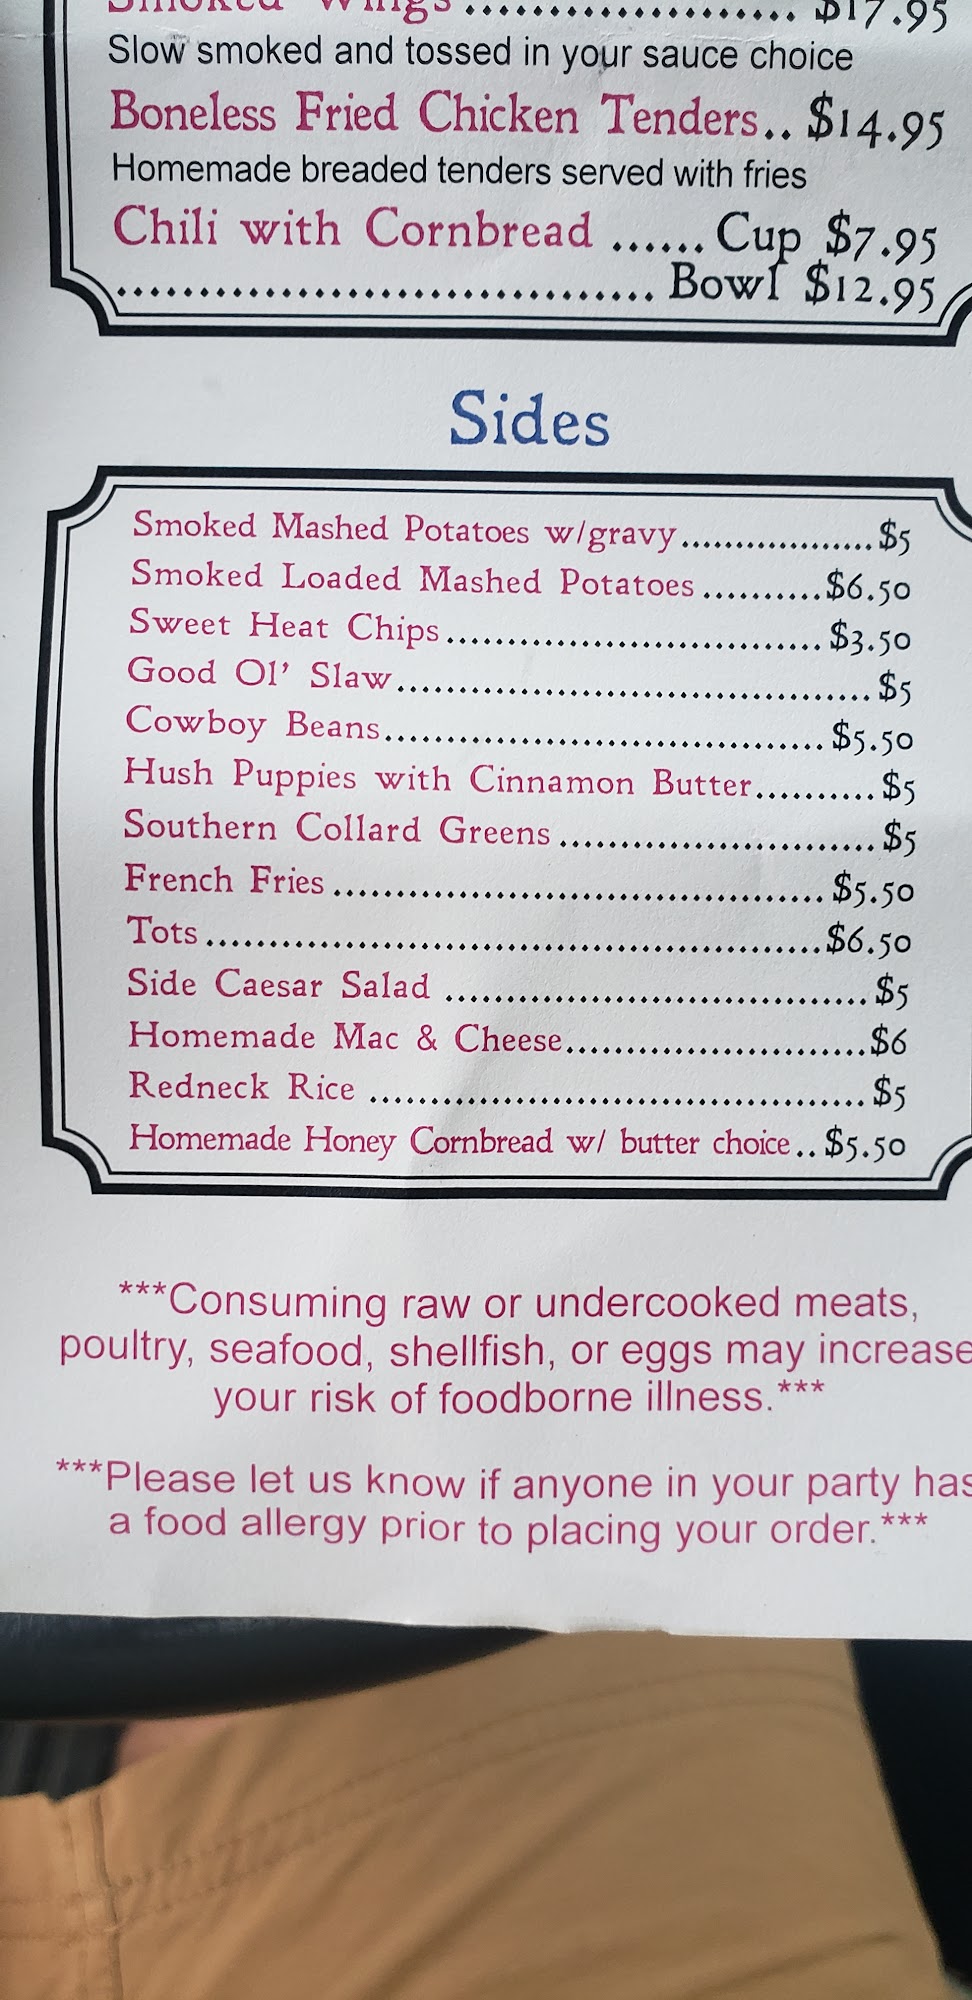 Smoked Wings .................... $17.95
Slow smoked and tossed in your sauce choice
Boneless Fried Chicken Tenders.. $14.95
Homemade breaded tenders served with fries
Chili with Cornbread ...... Cup $7.95
................................. Bowl $12.95
Sides
Smoked Mashed Potatoes w/gravy.................. $5
Smoked Loaded Mashed Potatoes ..........$6.50
Sweet Heat Chips............................... $3.50
Good Ol' Slaw....................................... $5
Cowboy Beans.................................... $5.50
Hush Puppies with Cinnamon Butter.......... $5
Southern Collard Greens .......................... $5
French Fries ........................................ $5.50
Tots ..................................................$6.50
Side Caesar Salad ................................... $5
Homemade Mac & Cheese.........................$6
Redneck Rice ......................................... $5
Homemade Honey Cornbread w/ butter choice.. $5.50
***Consuming raw or undercooked meats,
poultry, seafood, shellfish, or eggs may increase
your risk of foodborne illness.***
***Please let us know if anyone in your party has
a food allergy prior to placing your order.***